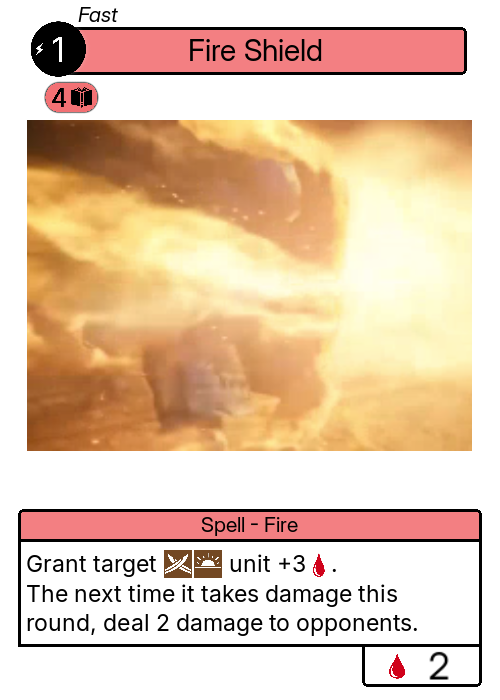 Fast
1
Fire Shield
4
Spell - Fire
Grant target unit +3.
The next time it takes damage this
round, deal 2 damage to opponents.
2